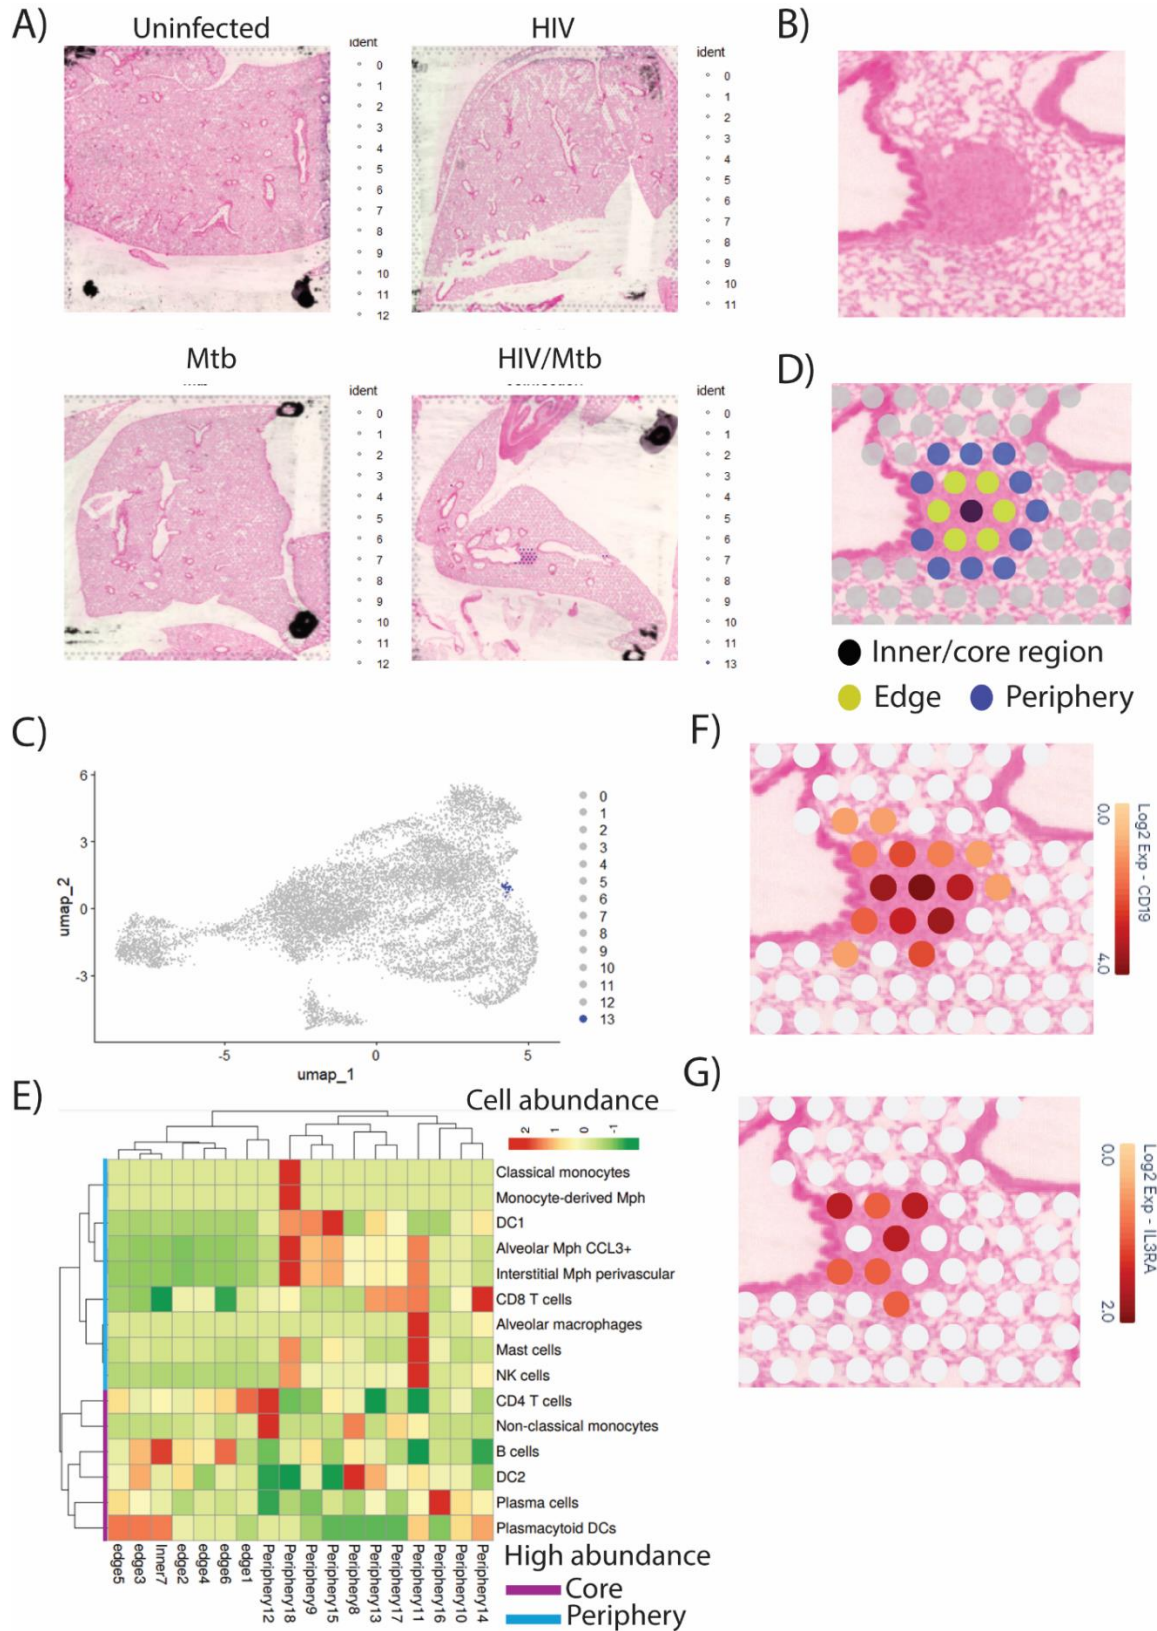 A)
Uninfected
ident
0
1
2
3
4
5
6
7
8
9
10
11
12
HIV
ident
0
1
2
3
4
5
6
7
8
9
10
11
Mtb
ident
0
1
2
3
4
5
6
7
8
9
10
11
12
HIV/Mtb
ident
0
1
2
3
4
5
6
7
8
9
10
11
13
B)
D)
Inner/core region
Edge Periphery
C)
umap_2
6
3
0
-3
-5 0 5
umap_1
0
1
2
3
4
5
6
7
8
9
10
11
12
13
F)
0.0
4.0
Log2 Exp - CD19
E)
Cell abundance
2 1 0 -1
Classical monocytes
Monocyte-derived Mph
DC1
Alveolar Mph CCL3+
Interstitial Mph perivascular
CD8 T cells
Alveolar macrophages
Mast cells
NK cells
CD4 T cells
Non-classical monocytes
B cells
DC2
Plasma cells
Plasmacytoid DCs
edge5
edge3
Inner7
edge2
edge4
edge6
edge1
Periphery12
Periphery18
Periphery9
Periphery15
Periphery8
Periphery13
Periphery17
Periphery11
Periphery16
Periphery10
Periphery14
High abundance
Core
Periphery
G)
0.0
2.0
Log2 Exp - IL3RA